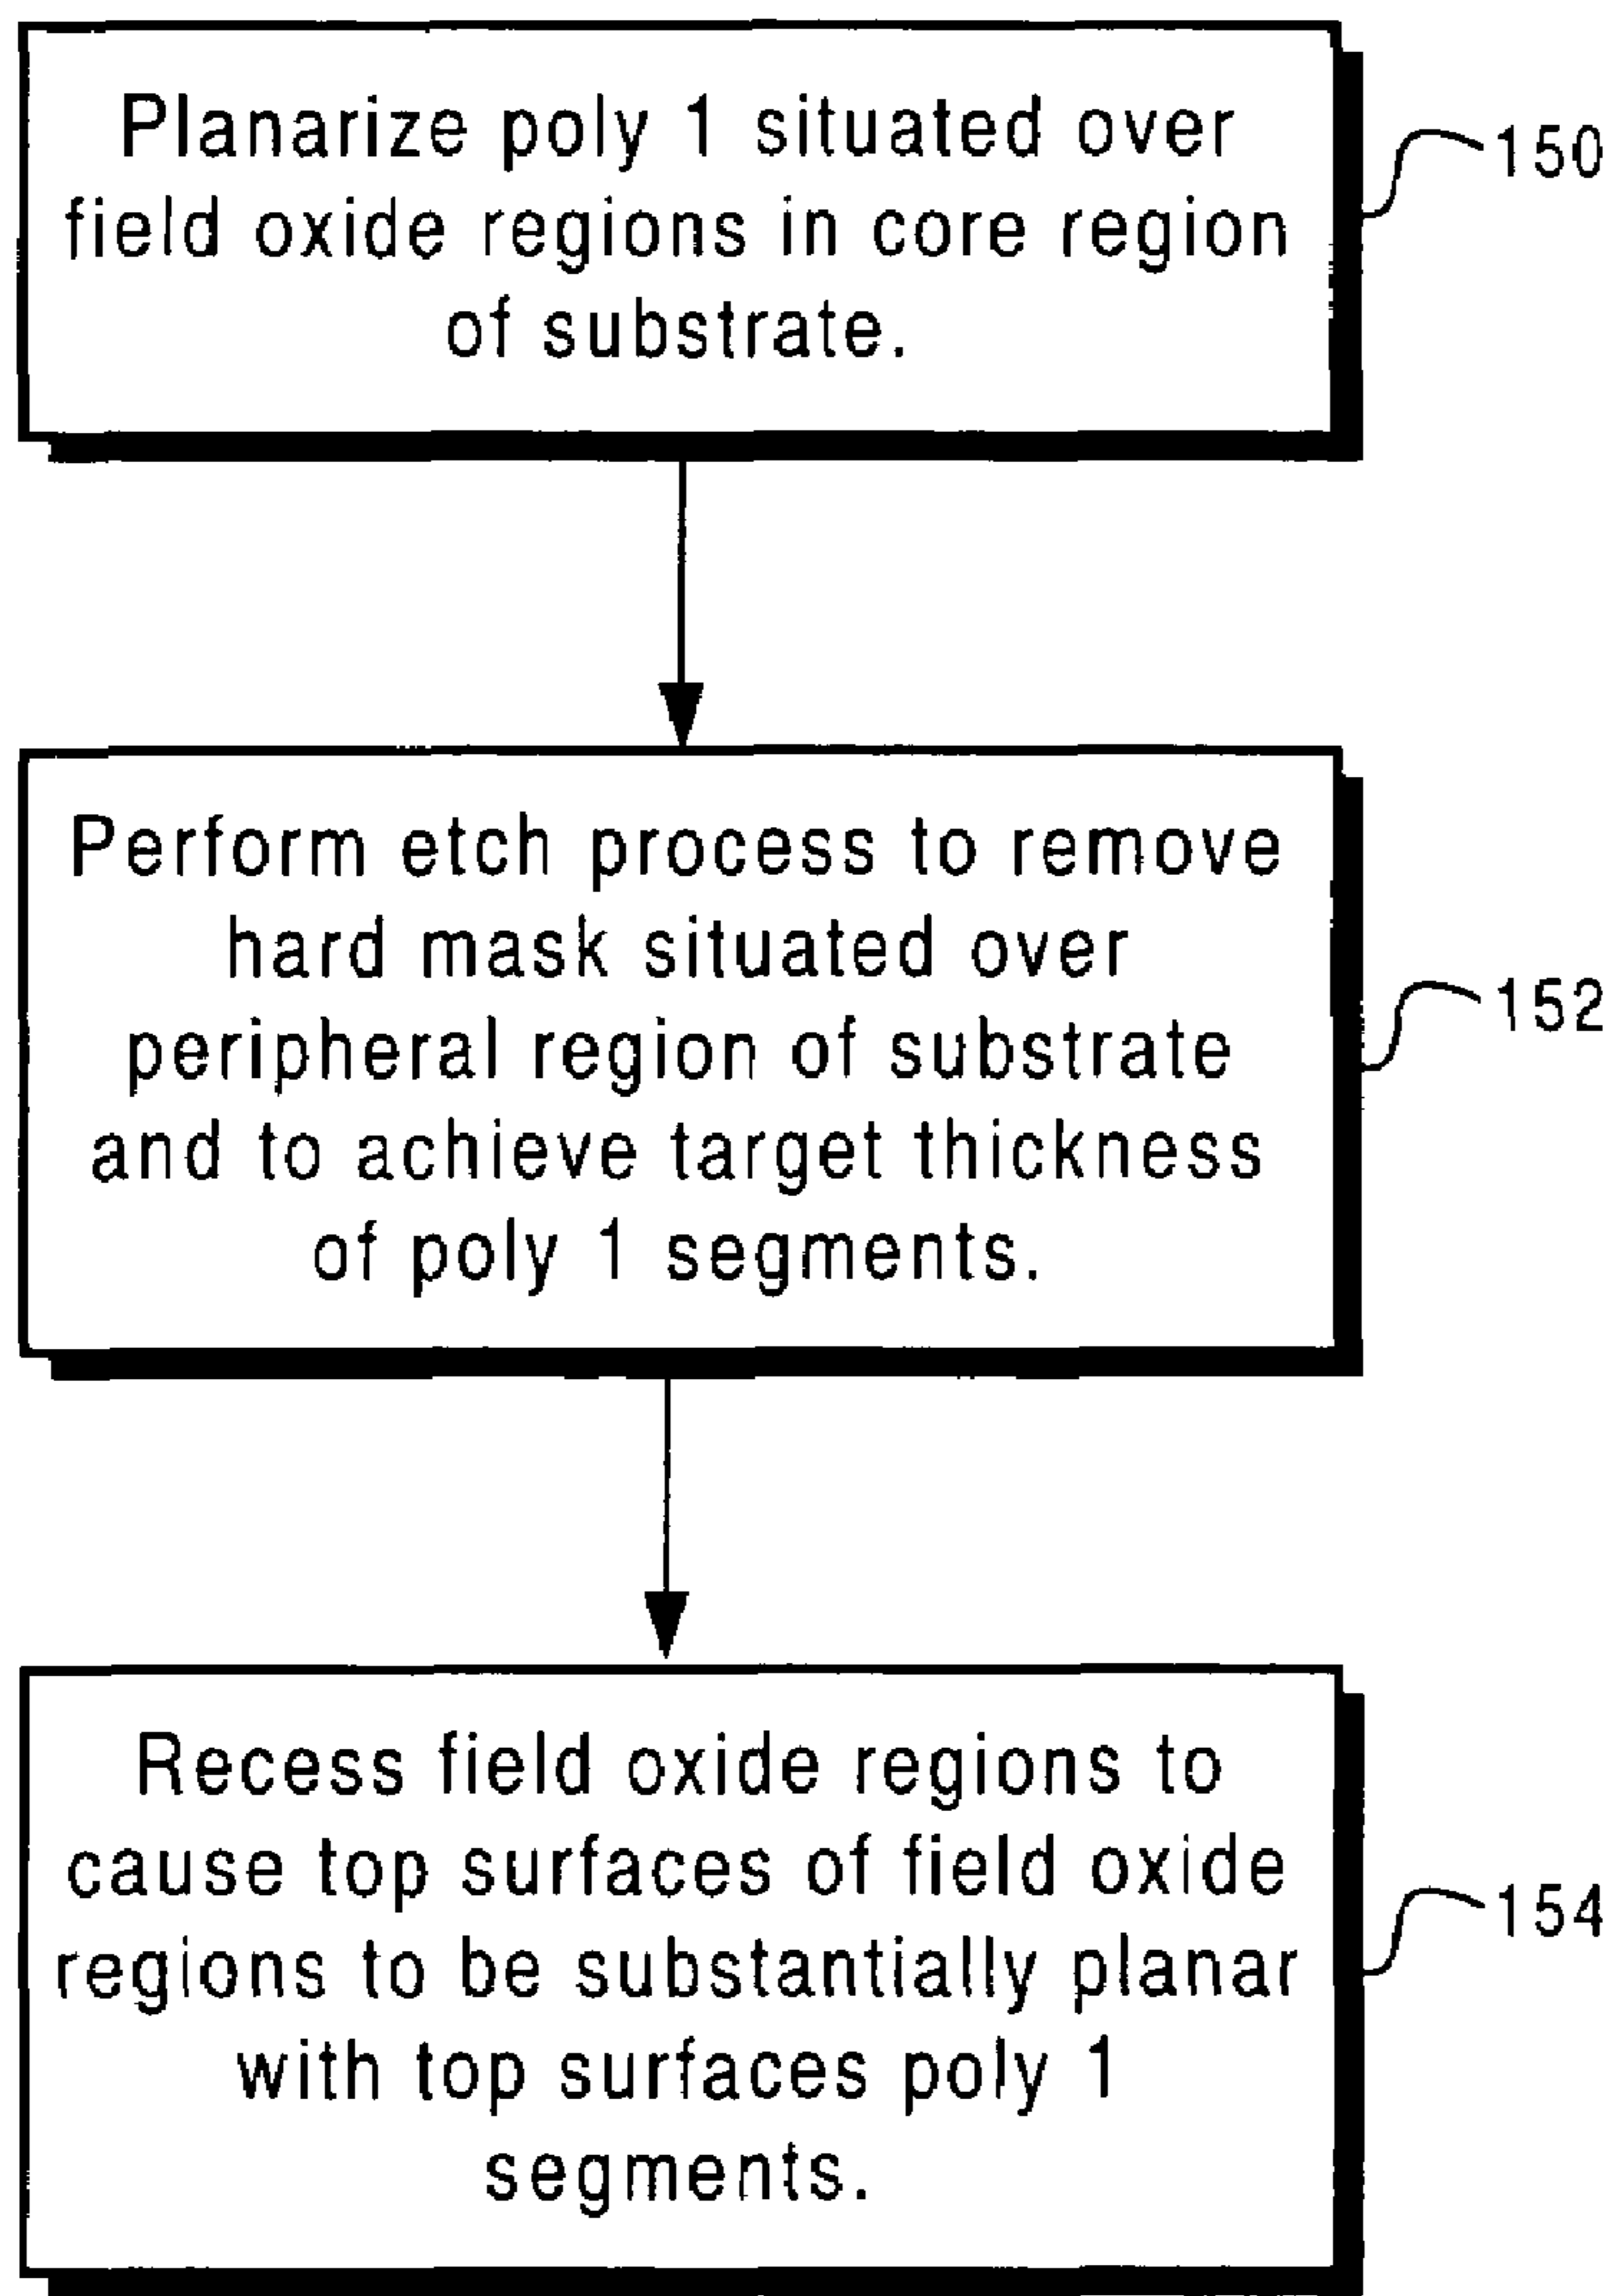 Planarize poly 1 situated over
field oxide regions in core region
of substrate.
150
Perform etch process to remove
hard mask situated over
peripheral region of substrate
and to achieve target thickness
of poly 1 segments.
152
Recess field oxide regions to
cause top surfaces of field oxide
regions to be substantially planar
with top surfaces poly 1
segments.
154